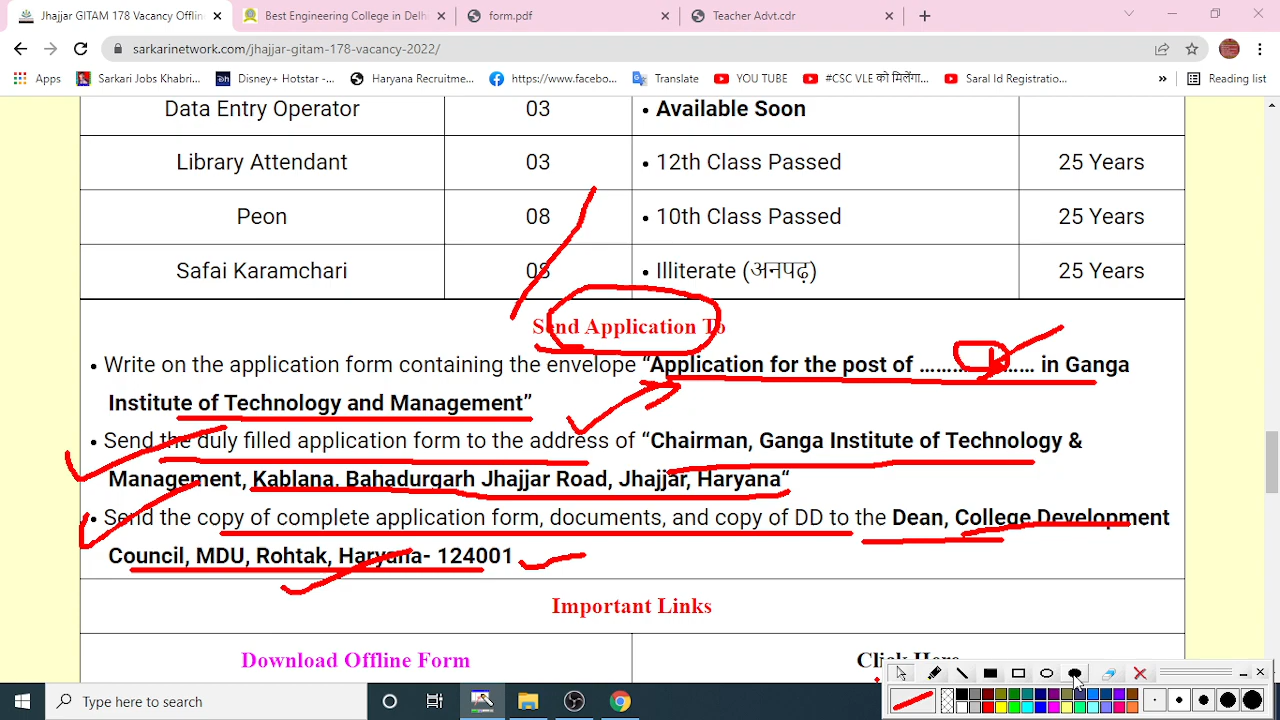 Jhajjar GITAM 178 Vacancy Offlin
Best Engineering College in Delh
form.pdf
Teacher Advt.cdr
sarkarinetwork.com/jhajjar-gitam-178-vacancy-2022/
Apps
Sarkari Jobs Khabri...
Disney+ Hotstar -...
Haryana Recruitme...
https://www.facebo...
Translate
YOU TUBE
#CSC VLE को मिलेंगा...
Saral Id Registratio...
»
Reading list
Data Entry Operator 03 • Available Soon
Library Attendant 03 • 12th Class Passed 25 Years
Peon 08 • 10th Class Passed 25 Years
Safai Karamchari 08 • Illiterate (अनपढ़) 25 Years
Send Application To
• Write on the application form containing the envelope “Application for the post of ………………… in Ganga
Institute of Technology and Management”
• Send the duly filled application form to the address of “Chairman, Ganga Institute of Technology &
Management, Kablana, Bahadurgarh Jhajjar Road, Jhajjar, Haryana“
• Send the copy of complete application form, documents, and copy of DD to the Dean, College Development
Council, MDU, Rohtak, Haryana- 124001
Important Links
Download Offline Form Click Here
Type here to search